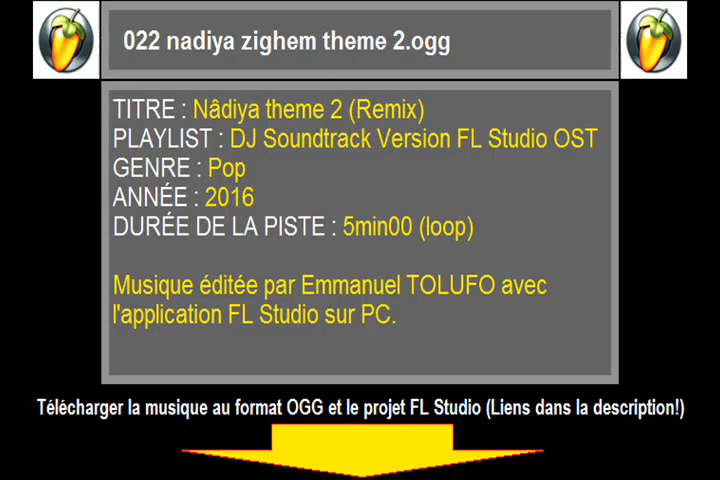 022 nadiya zighem theme 2.ogg
TITRE : Nâdiya theme 2 (Remix)
PLAYLIST : DJ Soundtrack Version FL Studio OST
GENRE : Pop
ANNÉE : 2016
DURÉE DE LA PISTE : 5min00 (loop)
Musique éditée par Emmanuel TOLUFO avec
l'application FL Studio sur PC.
Télécharger la musique au format OGG et le projet FL Studio (Liens dans la description!)